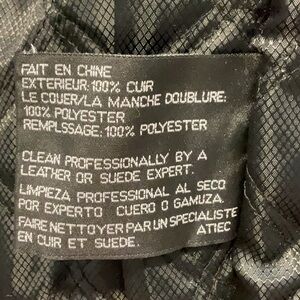 FAIT EN CHINE
EXTERIEUR: 100% CUIR
LE COUER/LA MANCHE DOUBLURE:
100% POLYESTER
REMPLSSAGE: 100% POLYESTER
CLEAN PROFESSIONALLY BY A
LEATHER OR SUEDE EXPERT.
LIMPIEZA PROFESSIONAL AL SECO
POR EXPERTO CUERO O GAMUZA.
FAIRE NETTOYER PAR UN SPECIALISTE
EN CUIR ET SUEDE. ATIEC